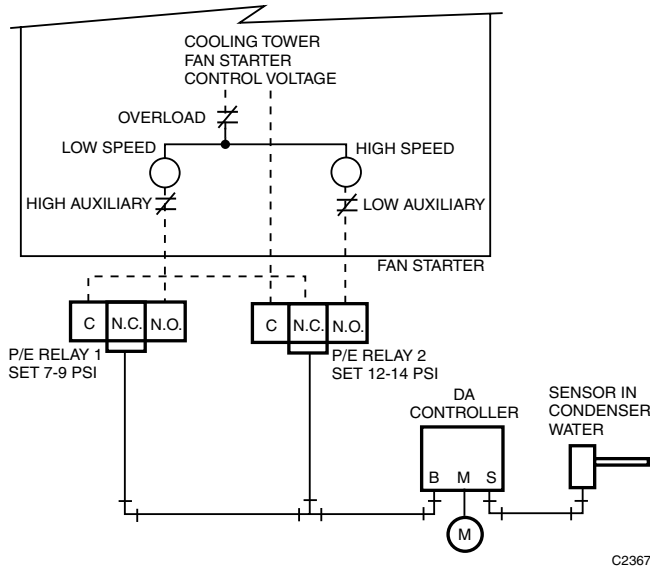 COOLING TOWER
FAN STARTER
CONTROL VOLTAGE
OVERLOAD
LOW SPEED
HIGH SPEED
HIGH AUXILIARY
LOW AUXILIARY
FAN STARTER
C N.C. N.O.
C N.C. N.O.
P/E RELAY 1
SET 7-9 PSI
P/E RELAY 2
SET 12-14 PSI
DA
CONTROLLER
SENSOR IN
CONDENSER
WATER
B M S
M
C2367